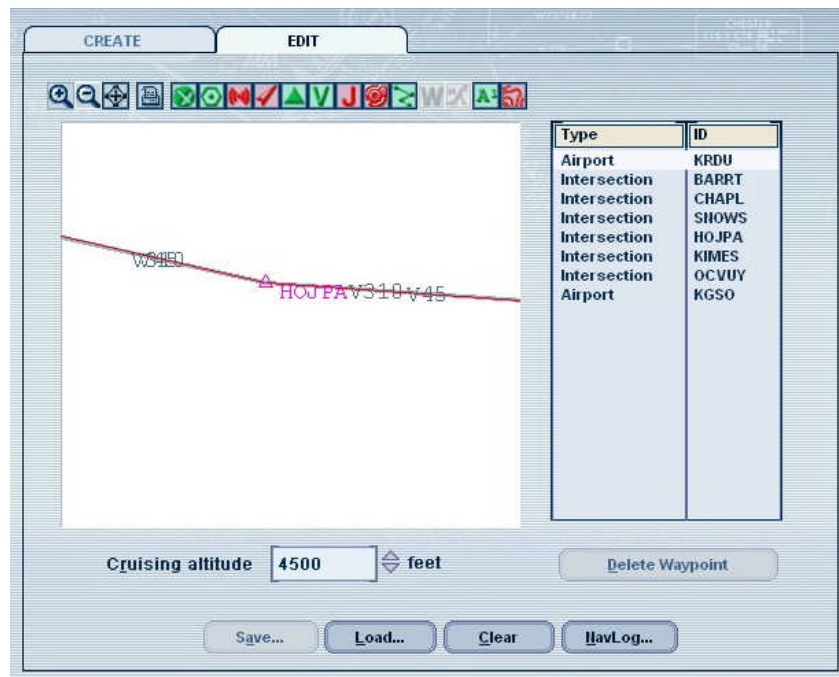 CREATE
EDIT
V J W A
Type ID
Airport KRDU
Intersection BARRT
Intersection CHAPL
Intersection SNOWS
Intersection HOJPA
Intersection KIMES
Intersection OCVUY
Airport KGSO
HOJPA V310 V45
Cruising altitude 4500 feet
Delete Waypoint
Save... Load... Clear NavLog...